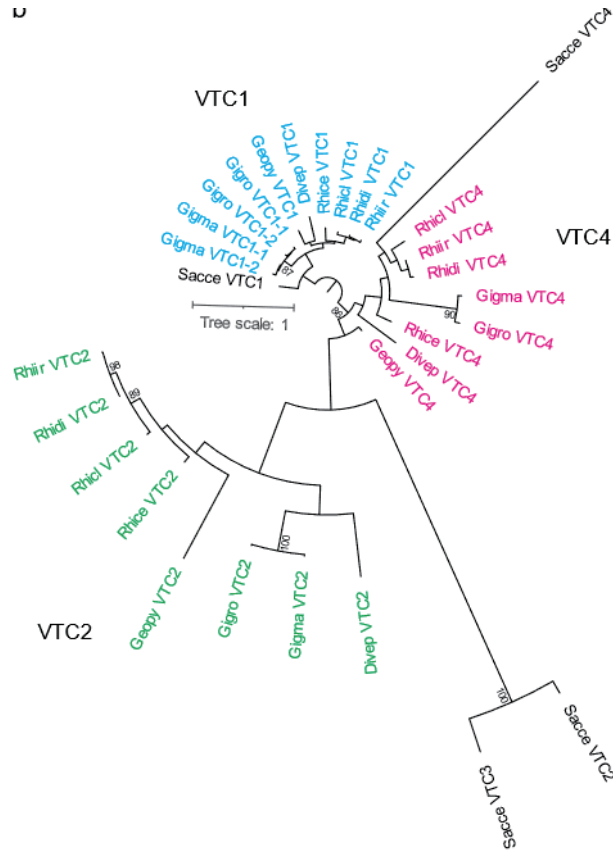 b
Sacce VTC4
VTC1
Divep VTC1
Geopy VTC1
Gigro VTC1-1
Gigro VTC1-2
Gigma VTC1-1
Gigma VTC1-2
Rhice VTC1
Rhicl VTC1
Rhidi VTC1
Rhiir VTC1
Sacce VTC1
87
Tree scale: 1
VTC4
Rhicl VTC4
Rhiir VTC4
Rhidi VTC4
Gigma VTC4
Gigro VTC4
90
Rhice VTC4
Divep VTC4
Geopy VTC4
Rhiir VTC2
98
Rhidi VTC2
89
Rhicl VTC2
Rhice VTC2
Geopy VTC2
Gigro VTC2
100
Gigma VTC2
Divep VTC2
VTC2
100
Sacce VTC2
Sacce VTC3